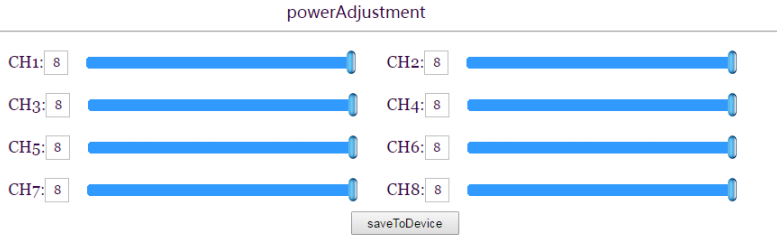 powerAdjustment
CH1: 8 CH2: 8
CH3: 8 CH4: 8
CH5: 8 CH6: 8
CH7: 8 CH8: 8
saveToDevice